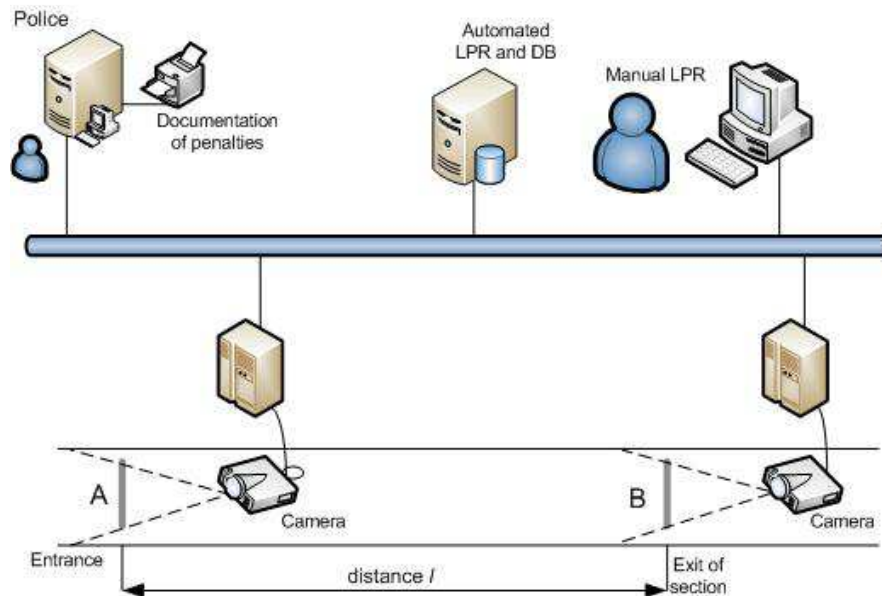 Police
Documentation
of penalties
Automated
LPR and DB
Manual LPR
A
Camera
B
Camera
Entrance
distance l
Exit of
section